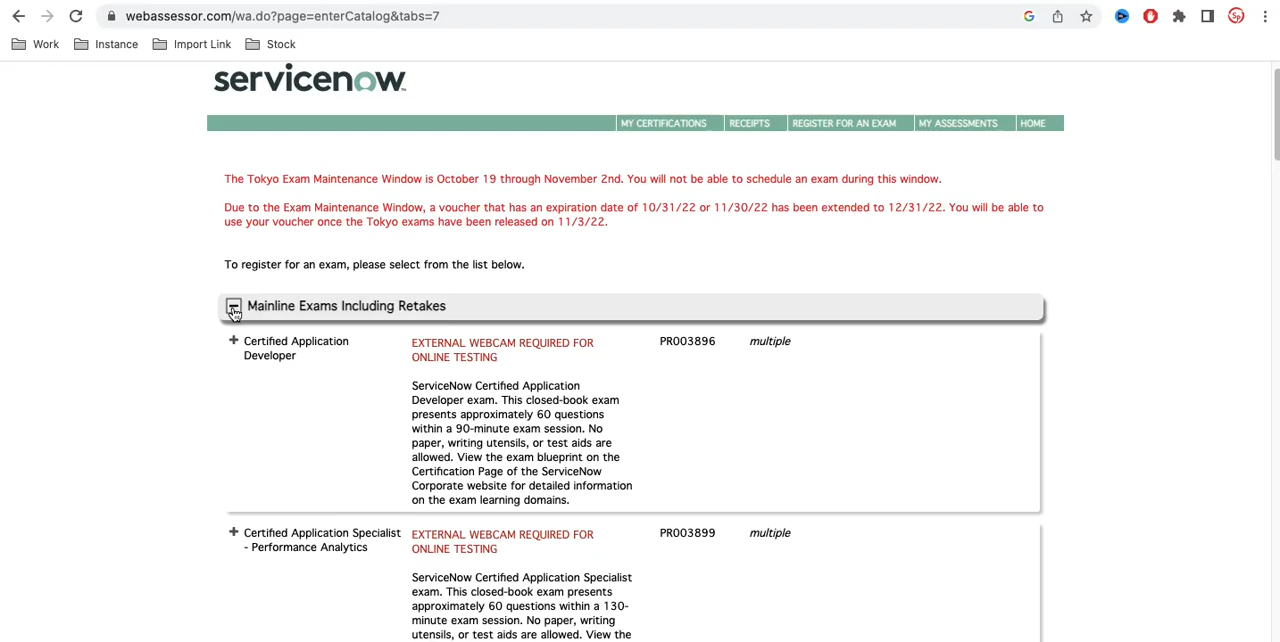 webassessor.com/wa.do?page=enterCatalog&tabs=7
Work Instance Import Link Stock
servicenow
MY CERTIFICATIONS RECEIPTS REGISTER FOR AN EXAM MY ASSESSMENTS HOME
The Tokyo Exam Maintenance Window is October 19 through November 2nd. You will not be able to schedule an exam during this window.
Due to the Exam Maintenance Window, a voucher that has an expiration date of 10/31/22 or 11/30/22 has been extended to 12/31/22. You will be able to
use your voucher once the Tokyo exams have been released on 11/3/22.
To register for an exam, please select from the list below.
Mainline Exams Including Retakes
Certified Application
Developer
EXTERNAL WEBCAM REQUIRED FOR
ONLINE TESTING
ServiceNow Certified Application
Developer exam. This closed-book exam
presents approximately 60 questions
within a 90-minute exam session. No
paper, writing utensils, or test aids are
allowed. View the exam blueprint on the
Certification Page of the ServiceNow
Corporate website for detailed information
on the exam learning domains.
PR003896
multiple
Certified Application Specialist
- Performance Analytics
EXTERNAL WEBCAM REQUIRED FOR
ONLINE TESTING
ServiceNow Certified Application Specialist
exam. This closed-book exam presents
approximately 60 questions within a 130-
minute exam session. No paper, writing
utensils, or test aids are allowed. View the
PR003899
multiple